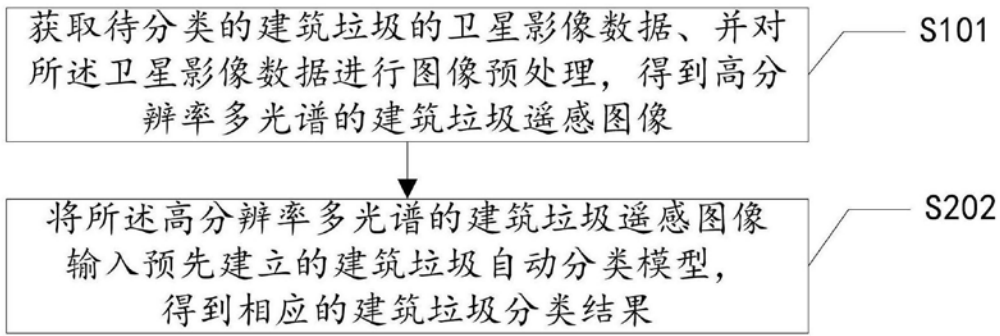 获取待分类的建筑垃圾的卫星影像数据、并对
所述卫星影像数据进行图像预处理，得到高分
辨率多光谱的建筑垃圾遥感图像
S101
将所述高分辨率多光谱的建筑垃圾遥感图像
输入预先建立的建筑垃圾自动分类模型，
得到相应的建筑垃圾分类结果
S202